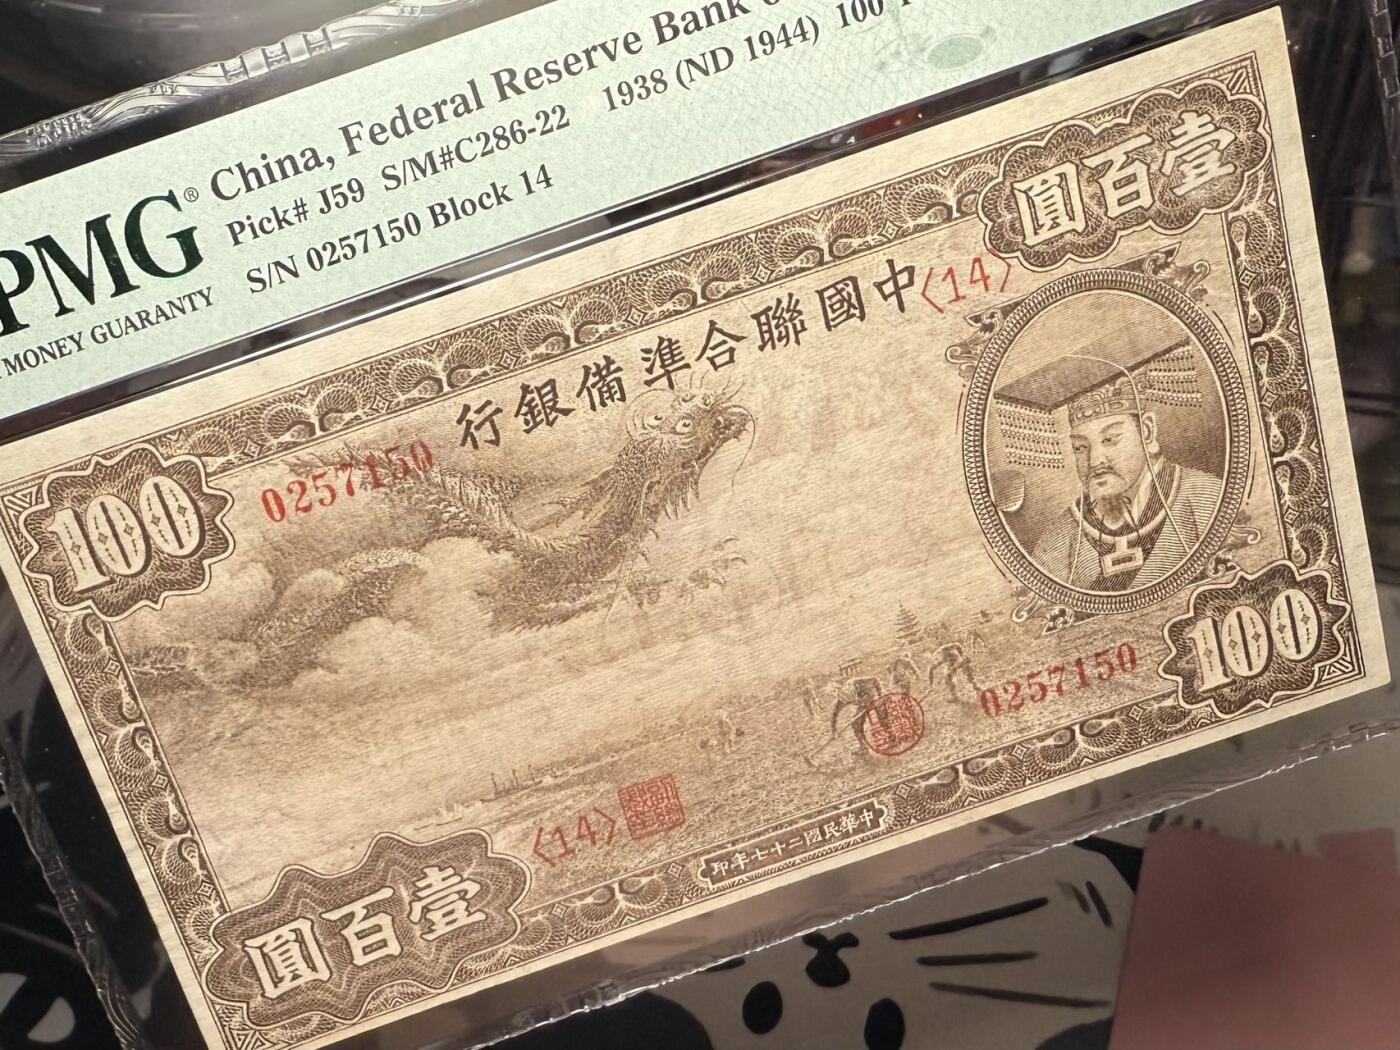 China, Federal Reserve Bank
Pick# J59 S/M#C286-22 1938 (ND 1944) 100
S/N 0257150 Block 14
PMG®
MONEY GUARANTY
圓百壹
行銀備準合聯國中
<14>
100
0257150
0257150
100
<14>
印年七十二國民華中
圓百壹